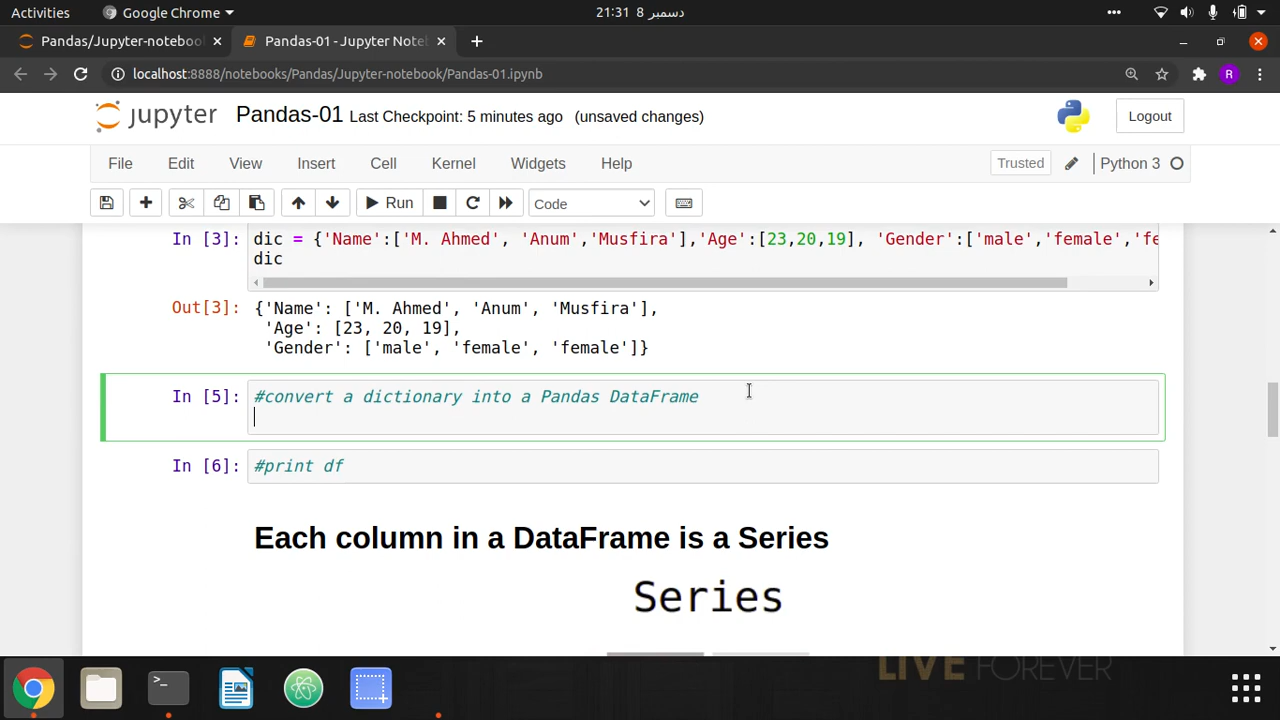 Activities Google Chrome دسمبر 8 21:31
Pandas/Jupyter-noteboo Pandas-01 - Jupyter Note
localhost:8888/notebooks/Pandas/Jupyter-notebook/Pandas-01.ipynb R
jupyter Pandas-01 Last Checkpoint: 5 minutes ago (unsaved changes) Logout
File Edit View Insert Cell Kernel Widgets Help Trusted Python 3
Run Code
In [3]: dic = {'Name':['M. Ahmed', 'Anum','Musfira'],'Age':[23,20,19], 'Gender':['male','female','fe
dic
Out[3]: {'Name': ['M. Ahmed', 'Anum', 'Musfira'],
'Age': [23, 20, 19],
'Gender': ['male', 'female', 'female']}
In [5]: #convert a dictionary into a Pandas DataFrame
In [6]: #print df
Each column in a DataFrame is a Series
Series
LIVE FOREVER